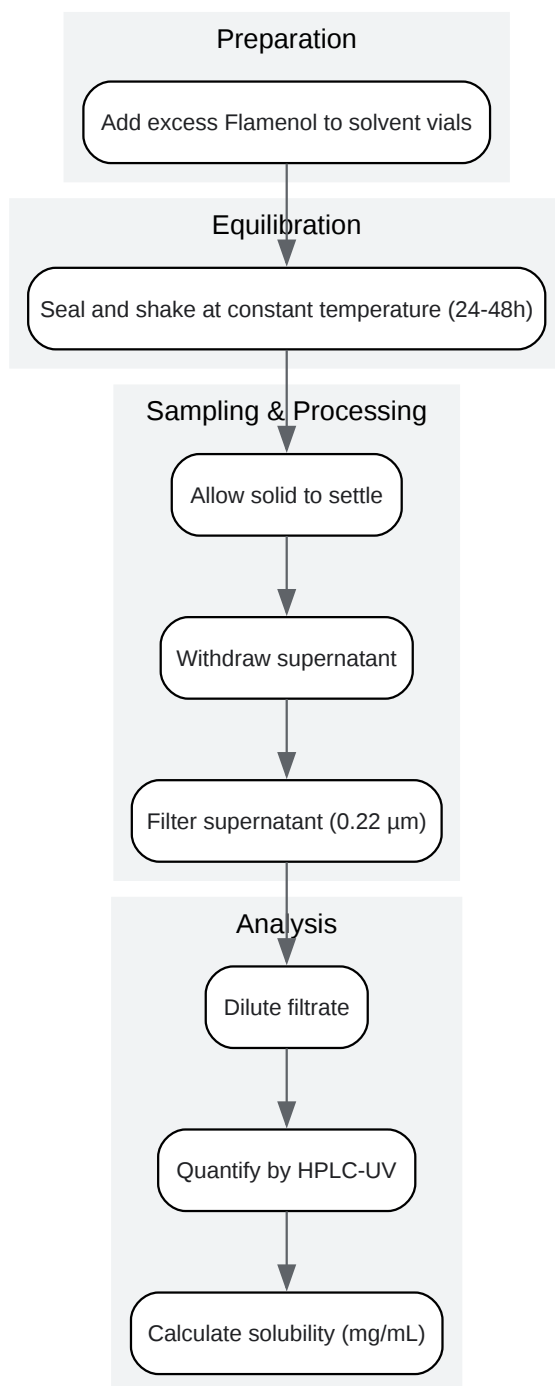 Preparation
Add excess Flamenol to solvent vials
Equilibration
Seal and shake at constant temperature (24-48h)
Sampling & Processing
Allow solid to settle
Withdraw supernatant
Filter supernatant (0.22 µm)
Analysis
Dilute filtrate
Quantify by HPLC-UV
Calculate solubility (mg/mL)